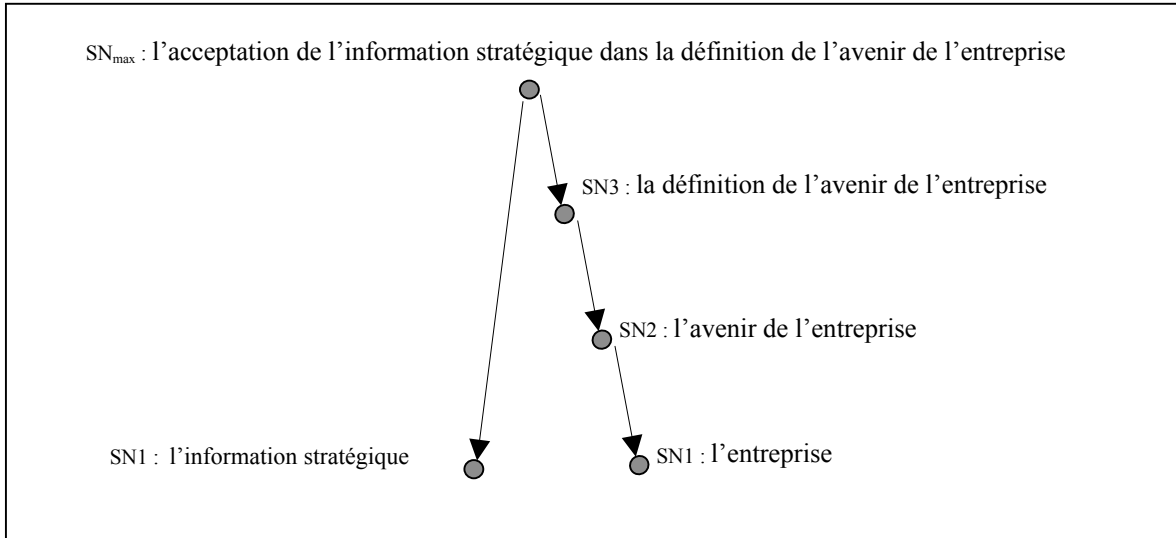 SNmax : l’acceptation de l’information stratégique dans la définition de l’avenir de l’entreprise
SN3 : la définition de l’avenir de l’entreprise
SN2 : l’avenir de l’entreprise
SN1 : l’information stratégique
SN1 : l’entreprise